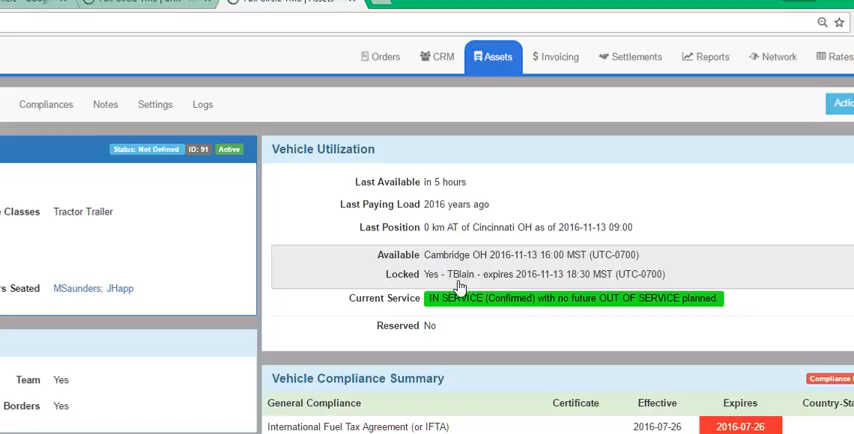 Orders CRM Assets $ Invoicing Settlements Reports Network Rates
Compliances Notes Settings Logs
Status: Not Defined ID: 91 Active
Vehicle Utilization
Last Available in 5 hours
Classes Tractor Trailer
Last Paying Load 2016 years ago
Last Position 0 km AT of Cincinnati OH as of 2016-11-13 09:00
Available Cambridge OH 2016-11-13 16:00 MST (UTC-0700)
Locked Yes - TBlain - expires 2016-11-13 18:30 MST (UTC-0700)
Seated MSaunders; JHapp
Current Service IN SERVICE (Confirmed) with no future OUT OF SERVICE planned.
Reserved No
Team Yes
Borders Yes
Vehicle Compliance Summary Compliance
General Compliance Certificate Effective Expires Country-Sta
International Fuel Tax Agreement (or IFTA) 2016-07-26 2016-07-26